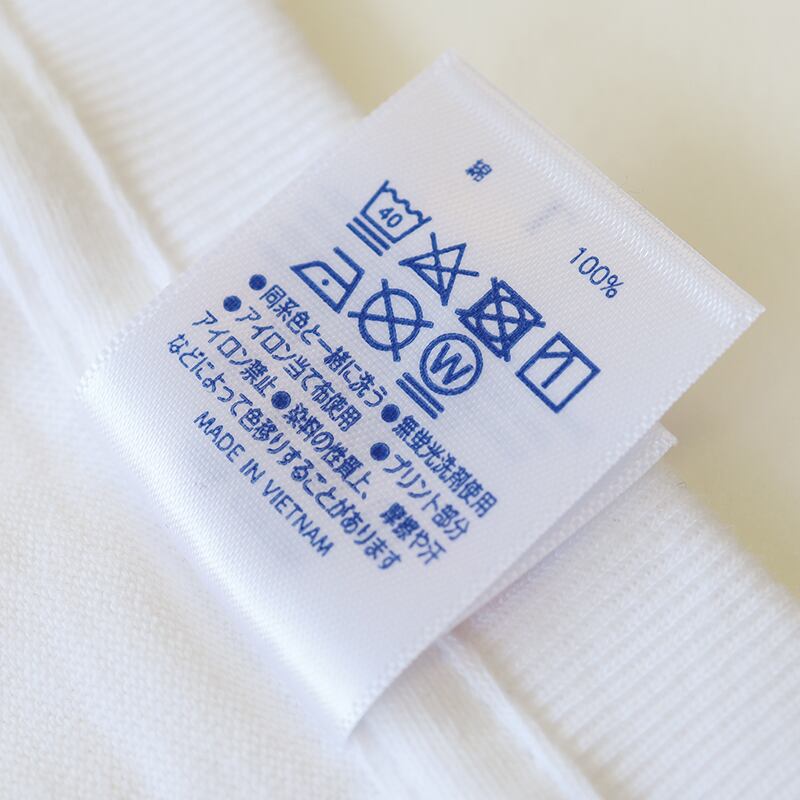 綿 100%
40
W
●同系色と一緒に洗う●無蛍光洗剤使用
●アイロン当て布使用 ●プリント部分
アイロン禁止●染料の性質上、摩擦や汗
などによって色移りすることがあります
MADE IN VIETNAM